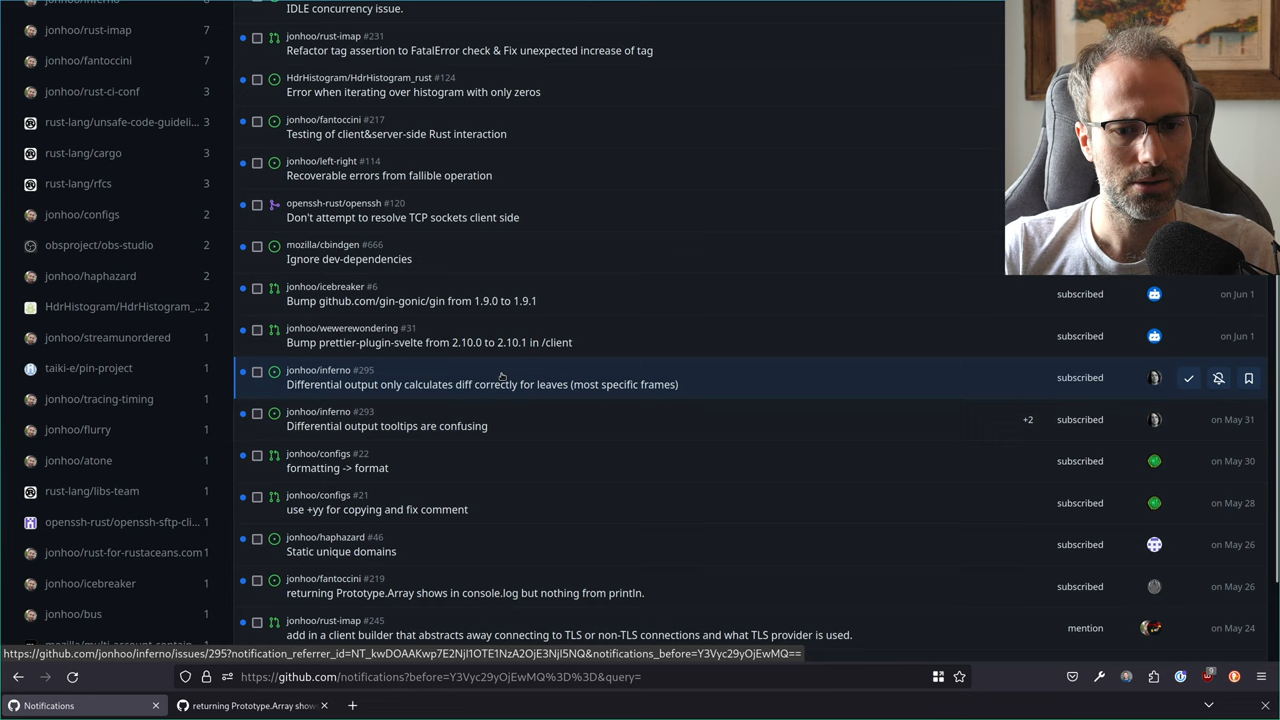 jonhoo/inferno
jonhoo/rust-imap 7
jonhoo/fantoccini 7
jonhoo/rust-ci-conf 3
rust-lang/unsafe-code-guideli... 3
rust-lang/cargo 3
rust-lang/rfcs 3
jonhoo/configs 2
obsproject/obs-studio 2
jonhoo/haphazard 2
HdrHistogram/HdrHistogram_... 2
jonhoo/streamunordered 1
taiki-e/pin-project 1
jonhoo/tracing-timing 1
jonhoo/flurry 1
jonhoo/atone 1
rust-lang/libs-team 1
openssh-rust/openssh-sftp-cli... 1
jonhoo/rust-for-rustaceans.com 1
jonhoo/icebreaker 1
jonhoo/bus 1
IDLE concurrency issue.
jonhoo/rust-imap #231
Refactor tag assertion to FatalError check & Fix unexpected increase of tag
HdrHistogram/HdrHistogram_rust #124
Error when iterating over histogram with only zeros
jonhoo/fantoccini #217
Testing of client&server-side Rust interaction
jonhoo/left-right #114
Recoverable errors from fallible operation
openssh-rust/openssh #120
Don't attempt to resolve TCP sockets client side
mozilla/cbindgen #666
Ignore dev-dependencies
jonhoo/icebreaker #6
Bump github.com/gin-gonic/gin from 1.9.0 to 1.9.1
subscribed on Jun 1
jonhoo/wewerewondering #31
Bump prettier-plugin-svelte from 2.10.0 to 2.10.1 in /client
subscribed on Jun 1
jonhoo/inferno #295
Differential output only calculates diff correctly for leaves (most specific frames)
subscribed
jonhoo/inferno #293
Differential output tooltips are confusing
+2 subscribed on May 31
jonhoo/configs #22
formatting -> format
subscribed on May 30
jonhoo/configs #21
use +yy for copying and fix comment
subscribed on May 28
jonhoo/haphazard #46
Static unique domains
subscribed on May 26
jonhoo/fantoccini #219
returning Prototype.Array shows in console.log but nothing from println.
subscribed on May 26
jonhoo/rust-imap #245
add in a client builder that abstracts away connecting to TLS or non-TLS connections and what TLS provider is used.
mention on May 24
https://github.com/jonhoo/inferno/issues/295?notification_referrer_id=NT_kwDOAAKwp7E2NjI1OTE1NzA2OjE3NjI5NQ&notifications_before=Y3Vyc29yOjEwMQ==
https://github.com/notifications?before=Y3Vyc29yOjEwMQ%3D%3D&query=
9
Notifications
returning Prototype.Array show